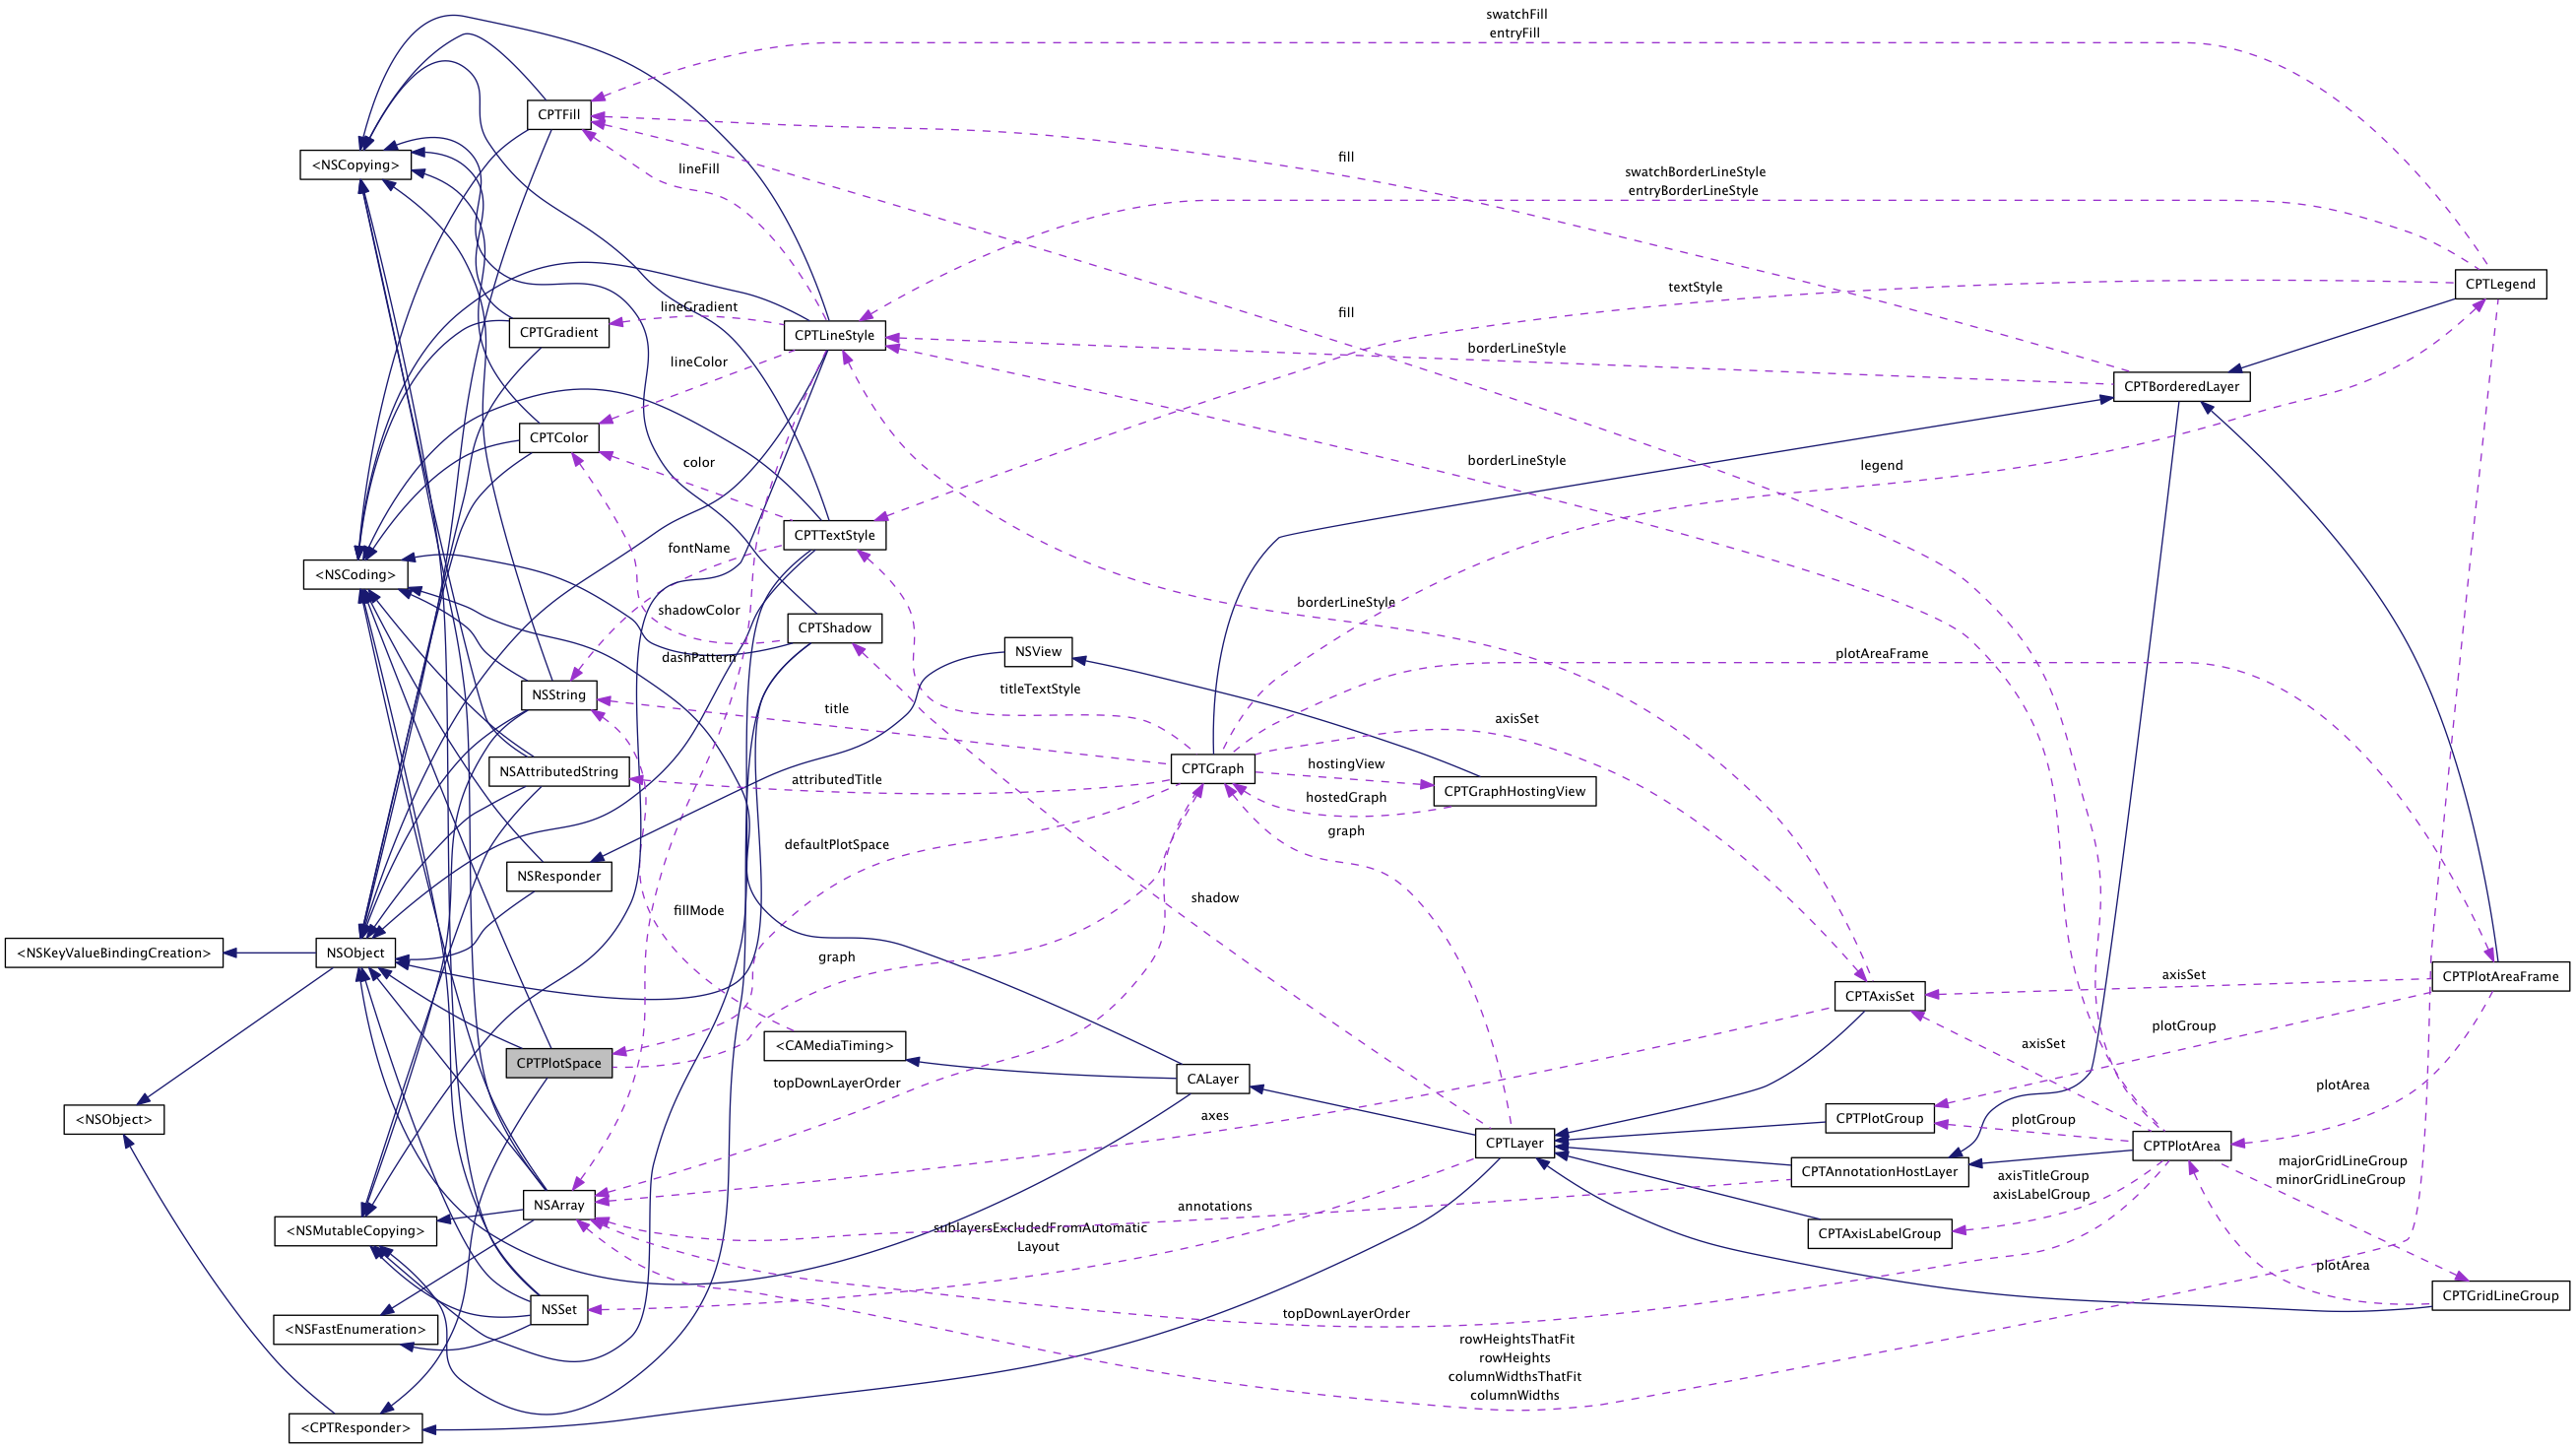 swatchFill
entryFill
CPTFill
fill
<NSCopying>
lineFill
swatchBorderLineStyle
entryBorderLineStyle
CPTLegend
textStyle
lineGradient
fill
CPTGradient
CPTLineStyle
borderLineStyle
lineColor
CPTBorderedLayer
CPTColor
color
borderLineStyle
legend
CPTTextStyle
fontName
<NSCoding>
shadowColor
borderLineStyle
CPTShadow
NSView
dashPattern
plotAreaFrame
NSString
titleTextStyle
title
axisSet
NSAttributedString
attributedTitle
CPTGraph
hostingView
CPTGraphHostingView
hostedGraph
graph
defaultPlotSpace
NSResponder
fillMode
shadow
<NSKeyValueBindingCreation>
NSObject
graph
axisSet
CPTPlotAreaFrame
CPTAxisSet
plotGroup
<CAMediaTiming>
axisSet
CPTPlotSpace
CALayer
topDownLayerOrder
plotArea
<NSObject>
axes
CPTPlotGroup
plotGroup
CPTLayer
CPTPlotArea
CPTAnnotationHostLayer
axisTitleGroup
axisLabelGroup
majorGridLineGroup
minorGridLineGroup
NSArray
annotations
<NSMutableCopying>
sublayersExcludedFromAutomatic
Layout
CPTAxisLabelGroup
plotArea
CPTGridLineGroup
NSSet
topDownLayerOrder
<NSFastEnumeration>
rowHeightsThatFit
rowHeights
columnWidthsThatFit
columnWidths
<CPTResponder>